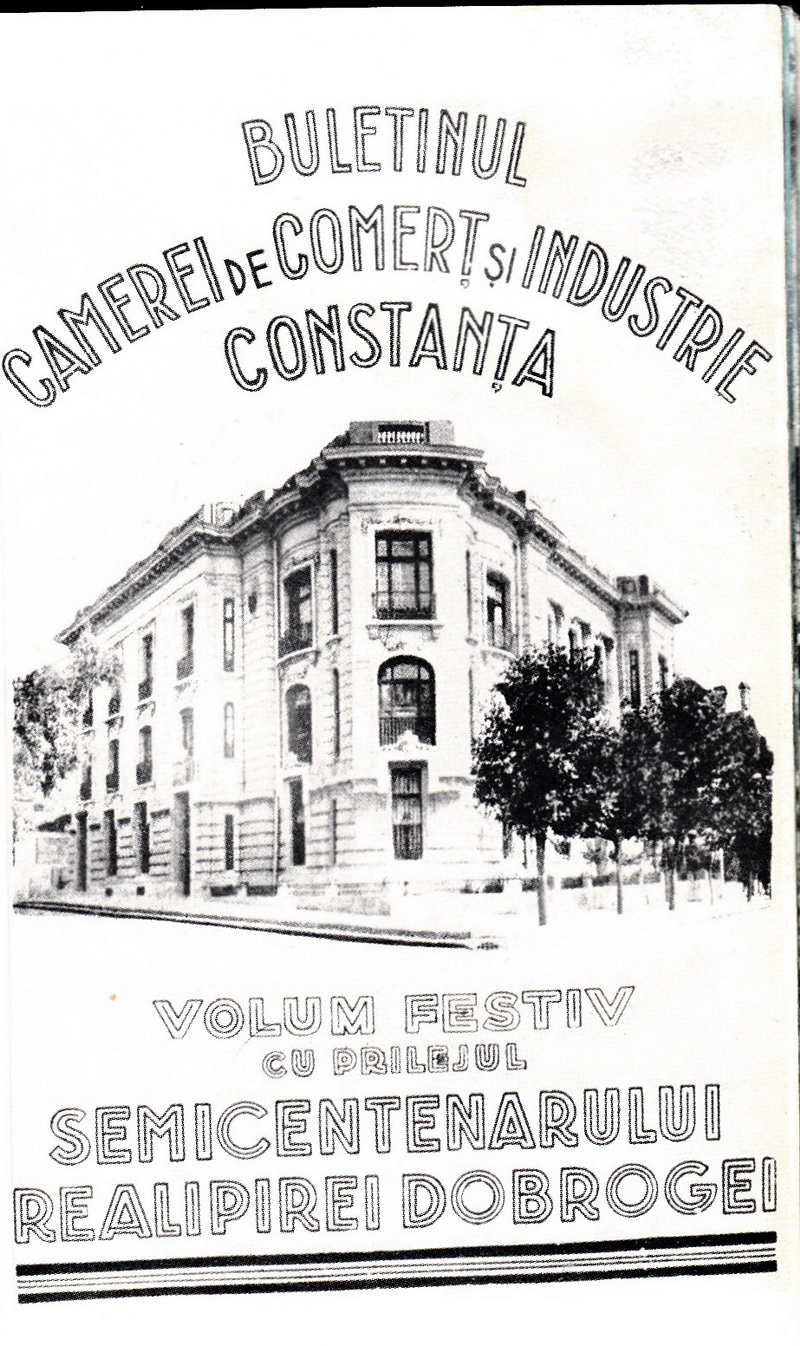 BULETINUL
CAMEREI DE COMERȚ ȘI INDUSTRIE
CONSTANȚA
VOLUM FESTIV
CU PRILEJUL
SEMICENTENARULUI
REALIPIREI DOBROGEI